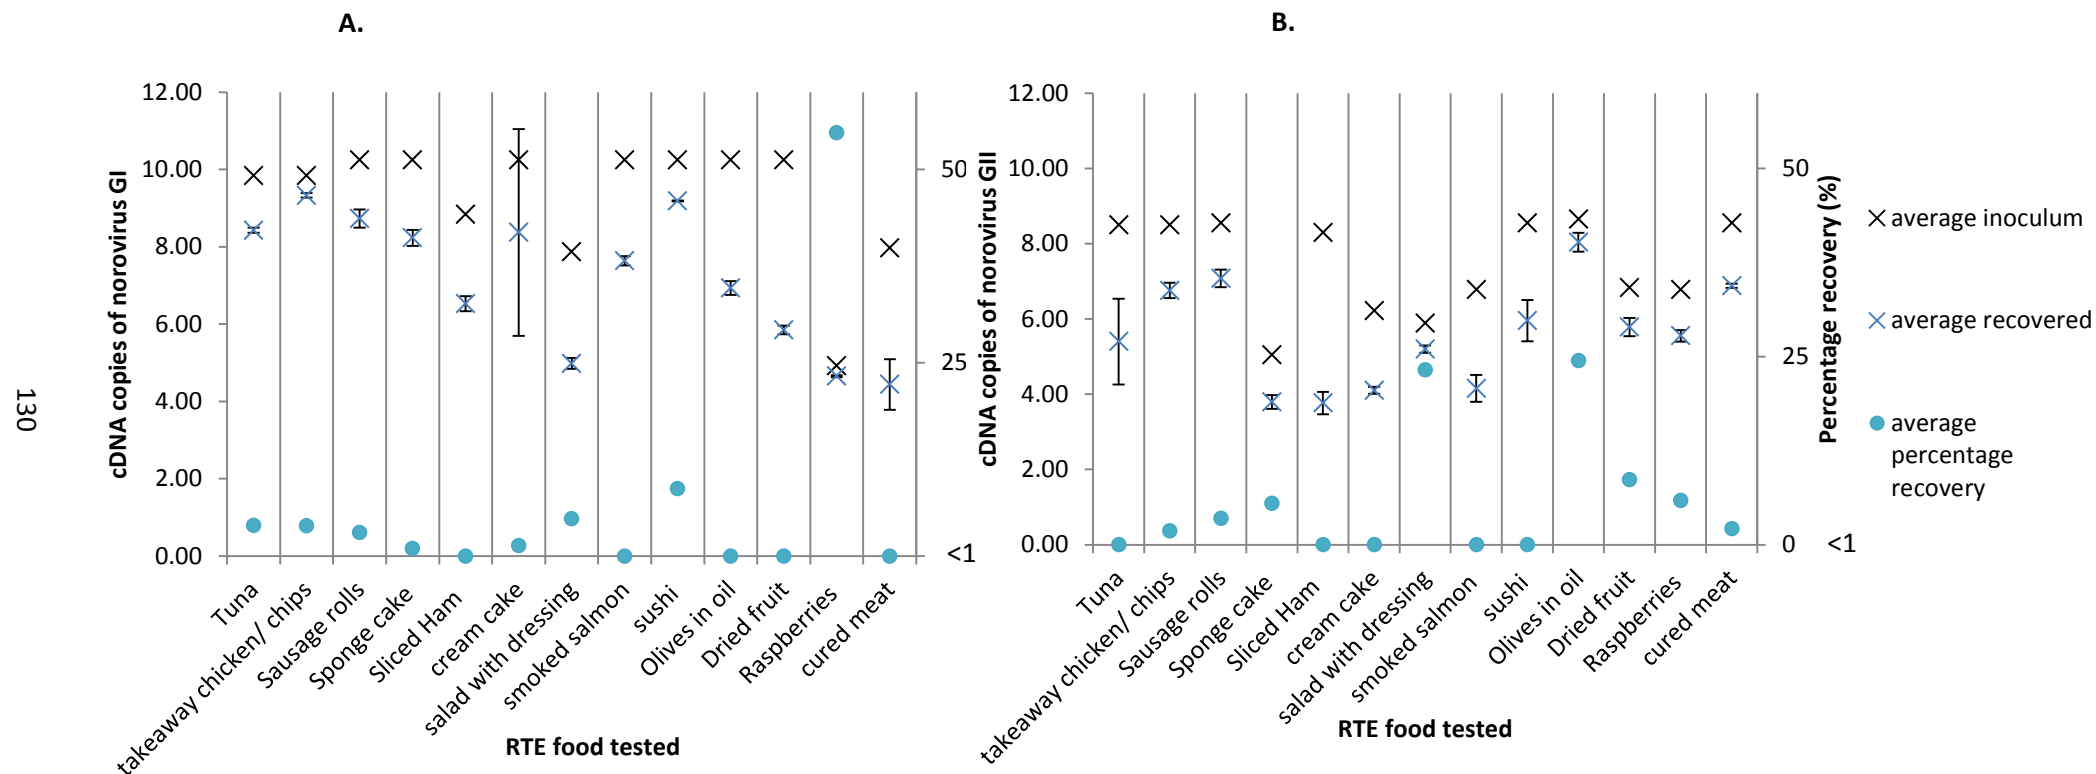 A.
cDNA copies of norovirus GI
12.00
10.00
8.00
6.00
4.00
2.00
0.00
50
25
<1
Tuna
takeaway chicken/ chips
Sausage rolls
Sponge cake
Sliced Ham
cream cake
salad with dressing
smoked salmon
sushi
Olives in oil
Dried fruit
Raspberries
cured meat
RTE food tested
B.
cDNA copies of norovirus GII
12.00
10.00
8.00
6.00
4.00
2.00
0.00
50
25
0 <1
Percentage recovery (%)
Tuna
takeaway chicken/ chips
Sausage rolls
Sponge cake
Sliced Ham
cream cake
salad with dressing
smoked salmon
sushi
Olives in oil
Dried fruit
Raspberries
cured meat
RTE food tested
average inoculum
average recovered
average
percentage
recovery
130